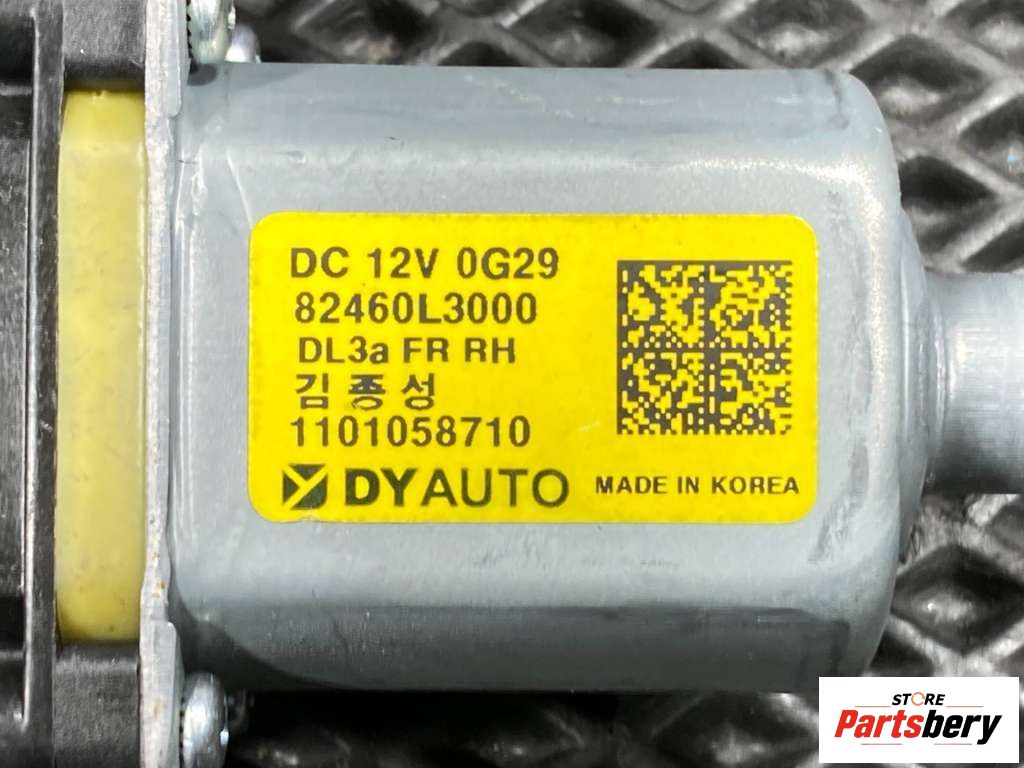 DC 12V 0G29
82460L3000
DL3a FR RH
김종성
1101058710
DYAUTO MADE IN KOREA
STORE
Partsbery